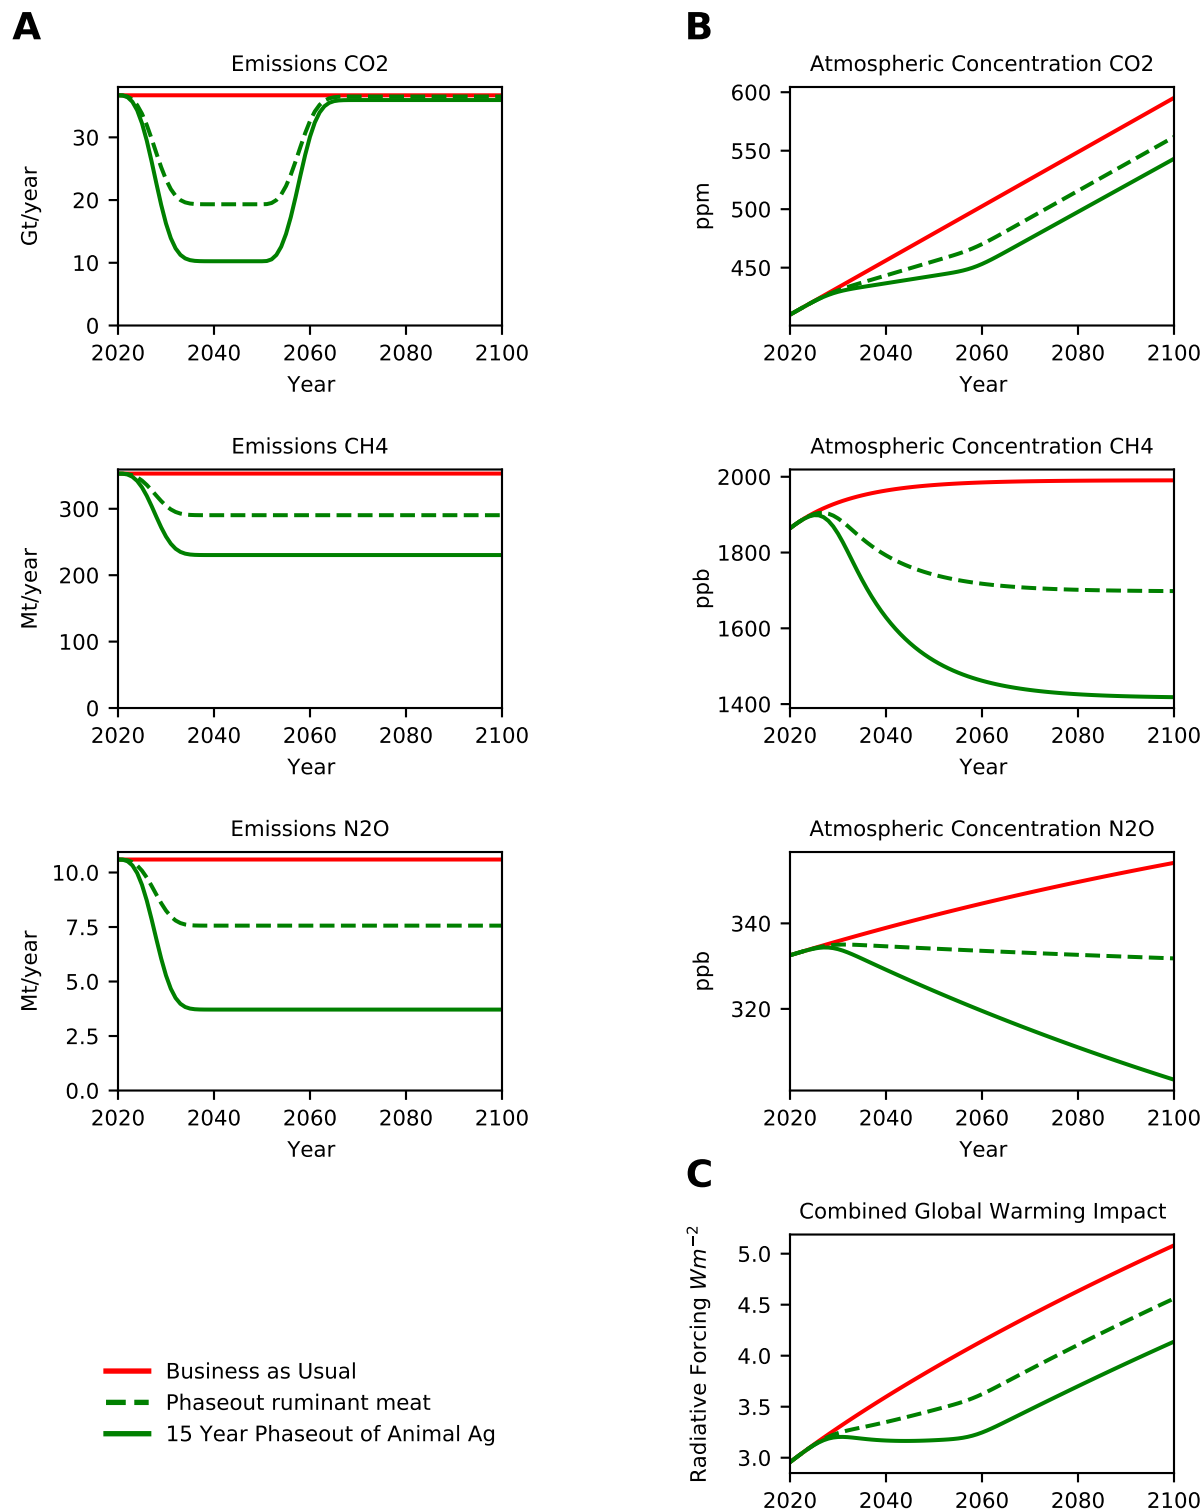 A
Emissions CO2
Gt/year
30
20
10
0
2020 2040 2060 2080 2100
Year
Emissions CH4
Mt/year
300
200
100
0
2020 2040 2060 2080 2100
Year
Emissions N2O
Mt/year
10.0
7.5
5.0
2.5
0.0
2020 2040 2060 2080 2100
Year
B
Atmospheric Concentration CO2
ppm
600
550
500
450
2020 2040 2060 2080 2100
Year
Atmospheric Concentration CH4
ppb
2000
1800
1600
1400
2020 2040 2060 2080 2100
Year
Atmospheric Concentration N2O
ppb
340
320
2020 2040 2060 2080 2100
Year
C
Combined Global Warming Impact
Radiative Forcing Wm⁻²
5.0
4.5
4.0
3.5
3.0
2020 2040 2060 2080 2100
Business as Usual
Phaseout ruminant meat
15 Year Phaseout of Animal Ag